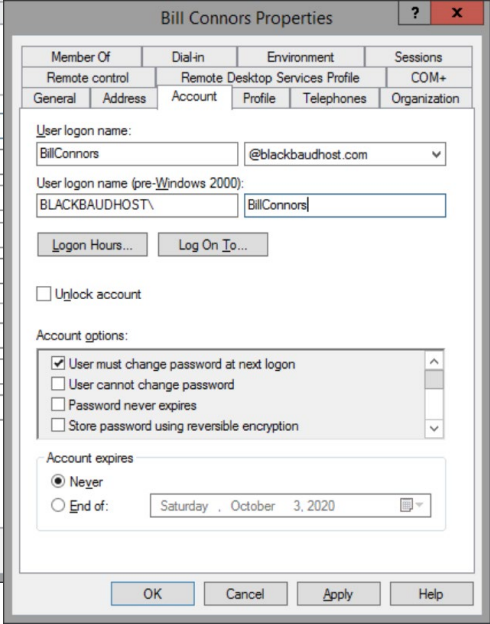 Bill Connors Properties ? x
Member Of Dial-in Environment Sessions
Remote control Remote Desktop Services Profile COM+
General Address Account Profile Telephones Organization
User logon name:
BillConnors @blackbaudhost.com
User logon name (pre-Windows 2000):
BLACKBAUDHOST\ BillConnors
Logon Hours... Log On To...
Unlock account
Account options:
User must change password at next logon
User cannot change password
Password never expires
Store password using reversible encryption
Account expires
Never
End of: Saturday , October 3, 2020
OK Cancel Apply Help